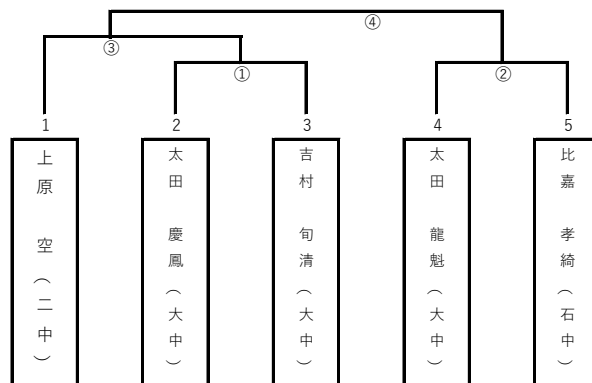 ④
③
①
②
1
2
3
4
5
上原 空(二中)
太田 慶鳳(大中)
吉村 旬清(大中)
太田 龍魁(大中)
比嘉 孝綺(石中)